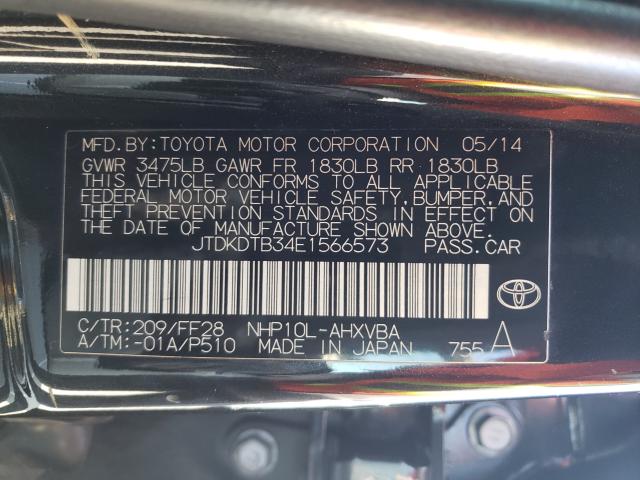 MFD.BY:TOYOTA MOTOR CORPORATION 05/14
GVWR 3475LB GAWR FR 1830LB RR 1830LB
THIS VEHICLE CONFORMS TO ALL APPLICABLE
FEDERAL MOTOR VEHICLE SAFETY,BUMPER,AND
THEFT PREVENTION STANDARDS IN EFFECT ON
THE DATE OF MANUFACTURE SHOWN ABOVE.
JTDKDTB34E1566573 PASS.CAR
C/TR:209/FF28 NHP10L-AHXVBA
A/TM:-01A/P510 MADE IN JAPAN 755 A